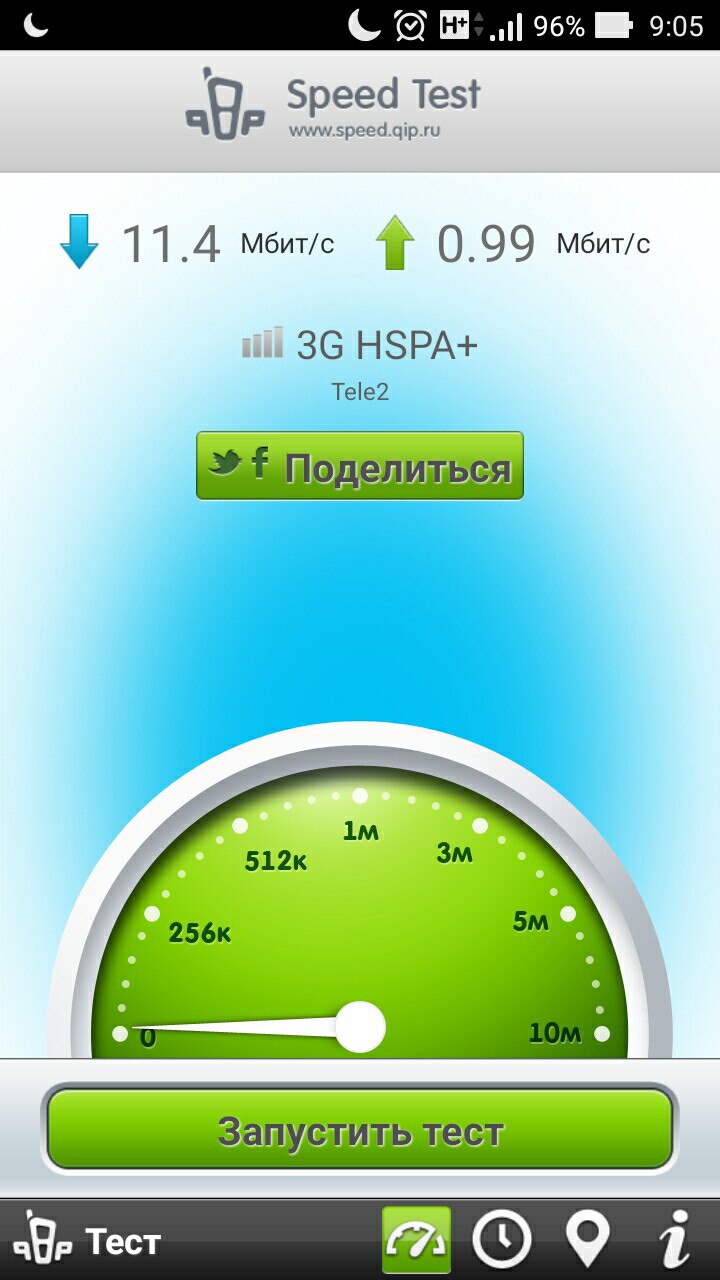 H+ 96% 9:05
Speed Test
www.speed.qip.ru
11.4 Мбит/с 0.99 Мбит/с
3G HSPA+
Tele2
f Поделиться
1м
512к 3м
256к 5м
0 10м
Запустить тест
Тест i